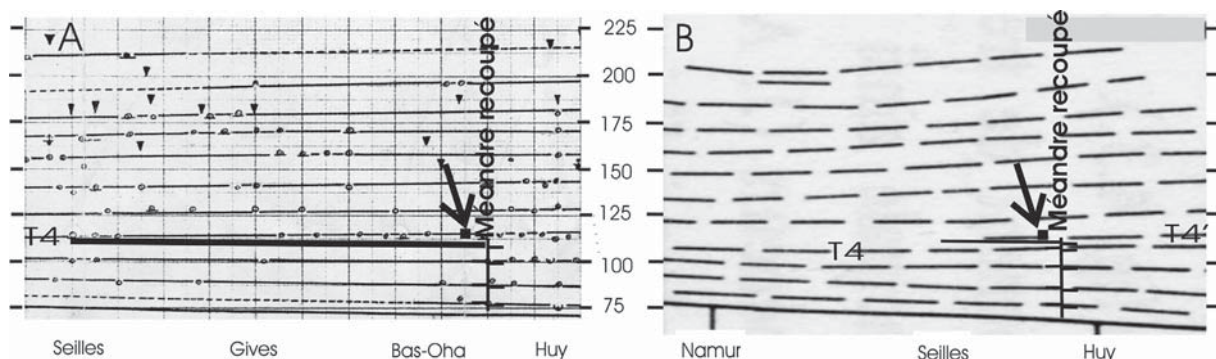 A
Méandre recoupé
T4
225
200
175
150
125
100
75
Seilles
Gives
Bas-Oha
Huy
B
Méandre recoupé
T4
T4'
Namur
Seilles
Huy